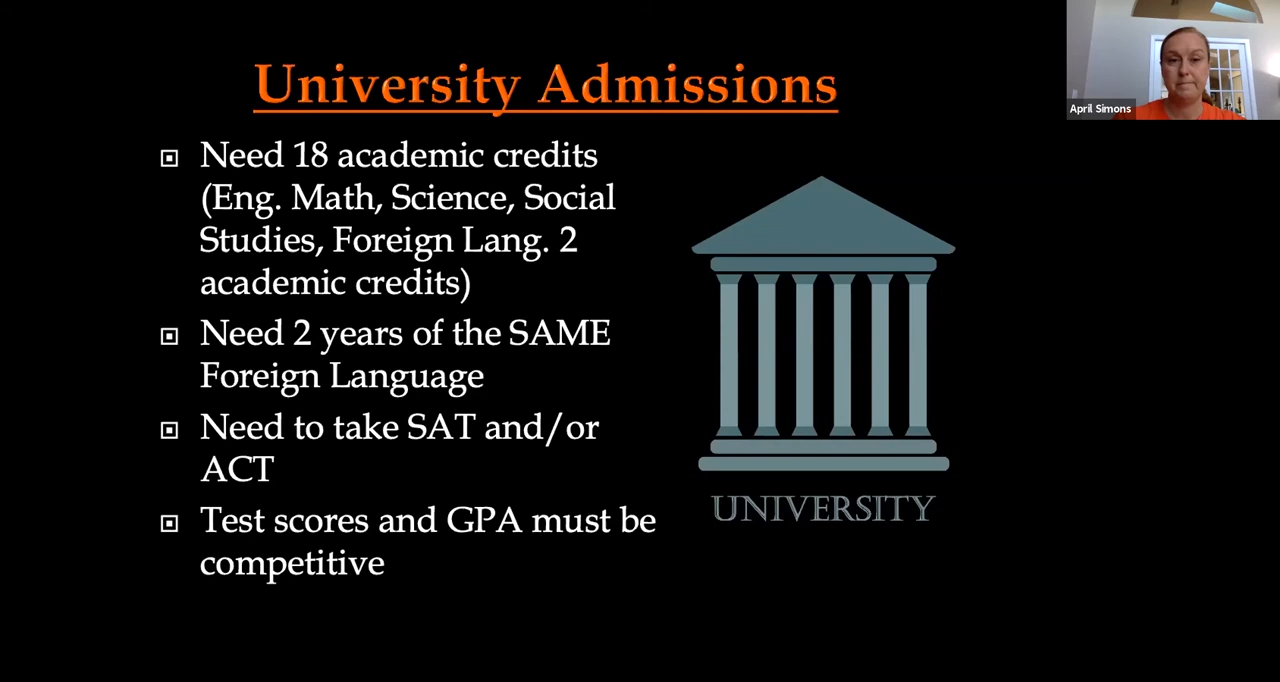 University Admissions
Need 18 academic credits
(Eng. Math, Science, Social
Studies, Foreign Lang. 2
academic credits)
Need 2 years of the SAME
Foreign Language
Need to take SAT and/or
ACT
Test scores and GPA must be
competitive
UNIVERSITY
April Simons